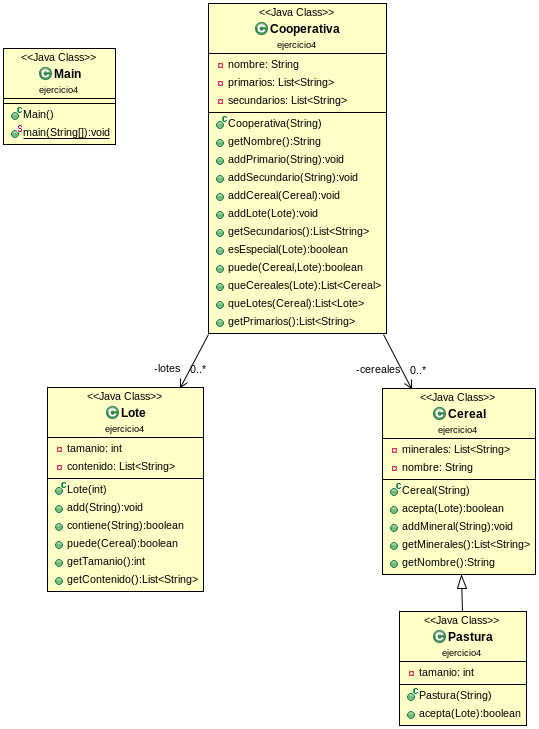 <<Java Class>>
Cooperativa
ejercicio4
nombre: String
primarios: List<String>
secundarios: List<String>
Cooperativa(String)
getNombre():String
addPrimario(String):void
addSecundario(String):void
addCereal(Cereal):void
addLote(Lote):void
getSecundarios():List<String>
esEspecial(Lote):boolean
puede(Cereal,Lote):boolean
queCereales(Lote):List<Cereal>
queLotes(Cereal):List<Lote>
getPrimarios():List<String>
<<Java Class>>
Main
ejercicio4
Main()
main(String[]):void
-lotes 0..*
-cereales 0..*
<<Java Class>>
Lote
ejercicio4
tamanio: int
contenido: List<String>
Lote(int)
add(String):void
contiene(String):boolean
puede(Cereal):boolean
getTamanio():int
getContenido():List<String>
<<Java Class>>
Cereal
ejercicio4
minerales: List<String>
nombre: String
Cereal(String)
acepta(Lote):boolean
addMineral(String):void
getMinerales():List<String>
getNombre():String
<<Java Class>>
Pastura
ejercicio4
tamanio: int
Pastura(String)
acepta(Lote):boolean